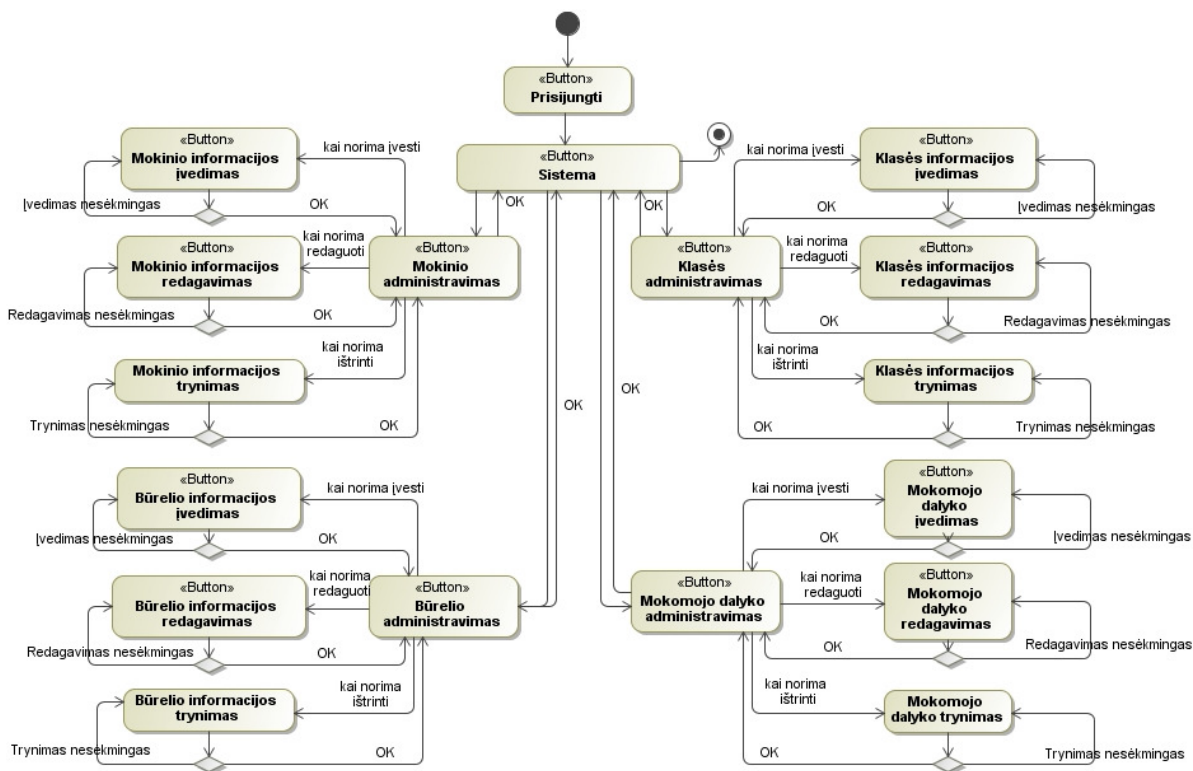 «Button»
Prisijungti
«Button»
Sistema
«Button»
Mokinio informacijos
įvedimas
kai norima įvesti
Įvedimas nesėkmingas
OK
«Button»
Mokinio informacijos
redagavimas
kai norima
redaguoti
«Button»
Mokinio
administravimas
OK
Redagavimas nesėkmingas
OK
kai norima
ištrinti
Mokinio informacijos
trynimas
Trynimas nesėkmingas
OK
kai norima įvesti
«Button»
Klasės informacijos
įvedimas
OK
Įvedimas nesėkmingas
OK
«Button»
Klasės
administravimas
kai norima
redaguoti
«Button»
Klasės informacijos
redagavimas
OK
Redagavimas nesėkmingas
kai norima
ištrinti
Klasės informacijos
trynimas
OK
Trynimas nesėkmingas
OK
OK
«Button»
Būrelio informacijos
įvedimas
kai norima įvesti
Įvedimas nesėkmingas
OK
«Button»
Būrelio informacijos
redagavimas
kai norima
redaguoti
«Button»
Būrelio
administravimas
Redagavimas nesėkmingas
OK
kai norima
ištrinti
Būrelio informacijos
trynimas
Trynimas nesėkmingas
OK
kai norima įvesti
«Button»
Mokomojo
dalyko
įvedimas
OK
Įvedimas nesėkmingas
«Button»
Mokomojo dalyko
administravimas
kai norima
redaguoti
«Button»
Mokomojo
dalyko
redagavimas
OK
Redagavimas nesėkmingas
kai norima
ištrinti
Mokomojo
dalyko trynimas
OK
Trynimas nesėkmingas